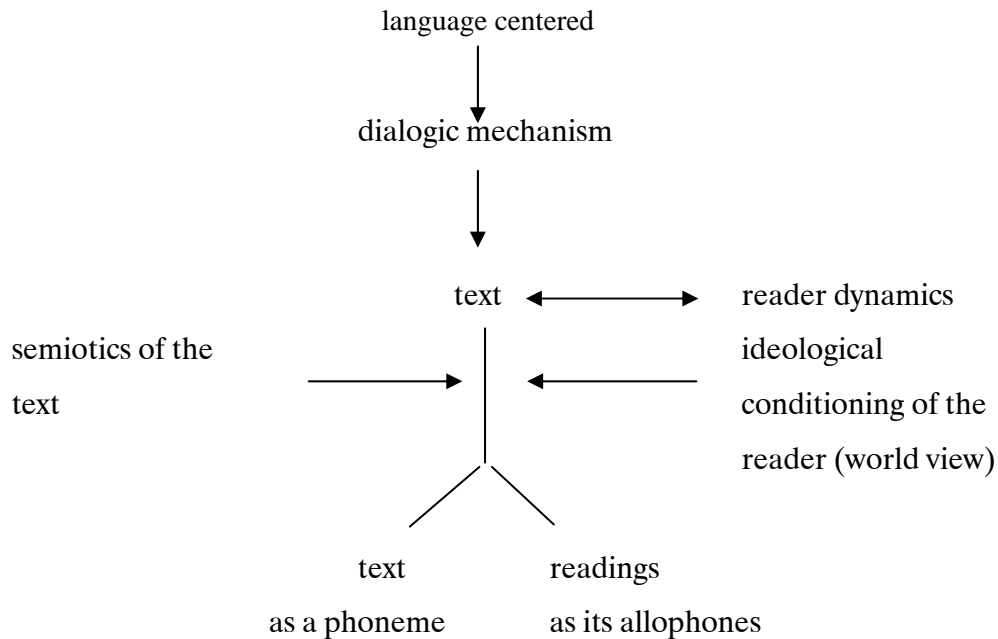 language centered
dialogic mechanism
text
reader dynamics
semiotics of the
text
ideological
conditioning of the
reader (world view)
text
as a phoneme
readings
as its allophones